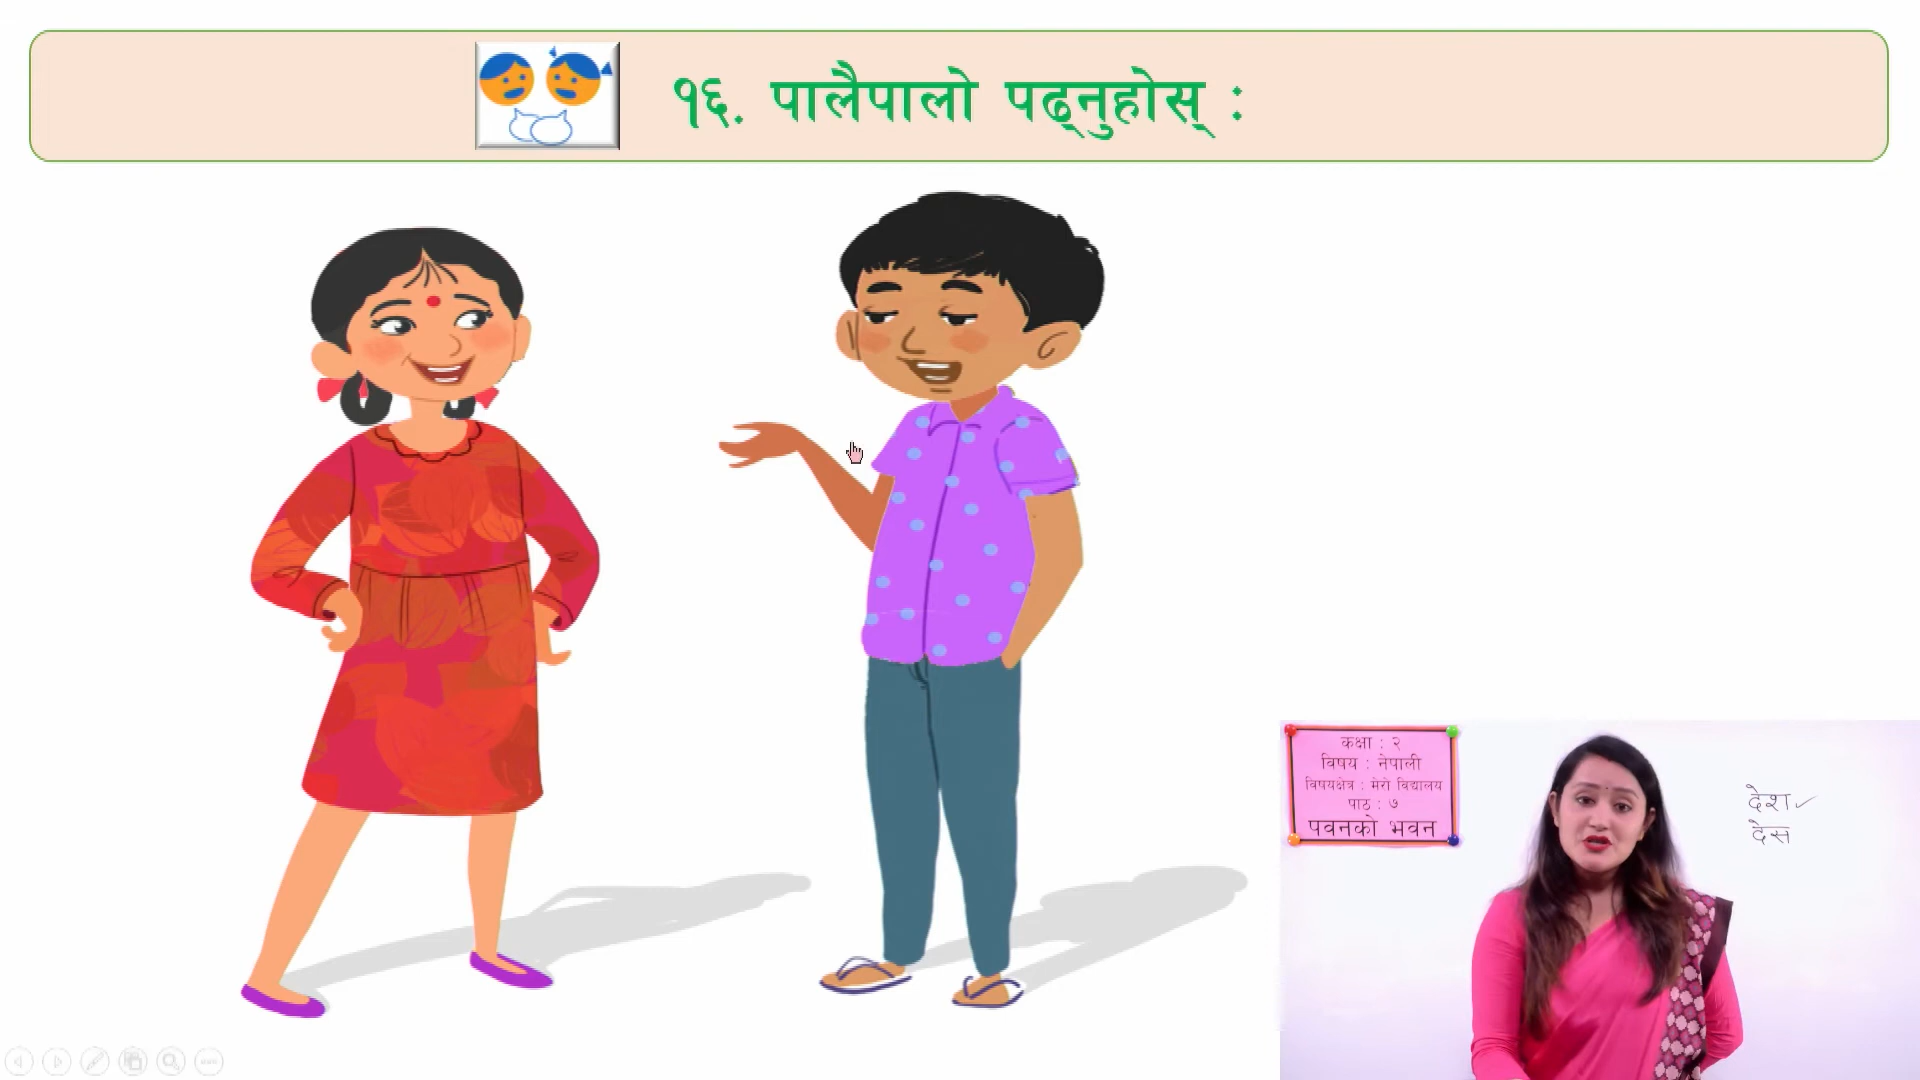 १६. पालैपालो पढ्नुहोस् :
कक्षा : २
विषय : नेपाली
विषयक्षेत्र : मेरो विद्यालय
पाठ : ७
पवनको भवन
देश ✓
देस